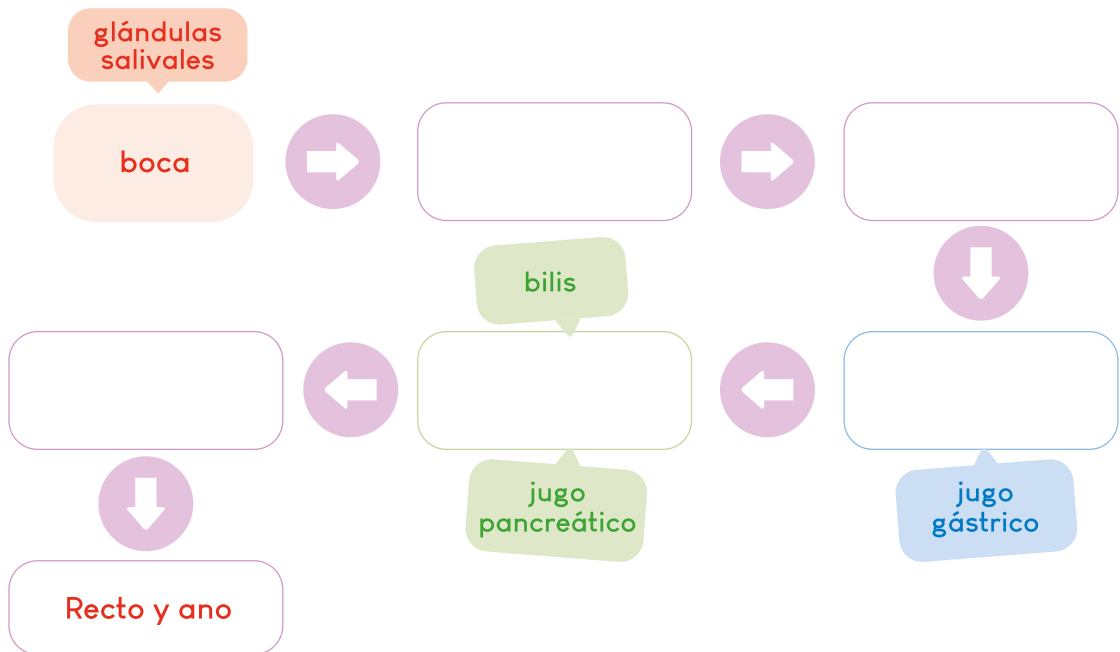 glándulas
salivales
boca
bilis
jugo
pancreático
jugo
gástrico
Recto y ano